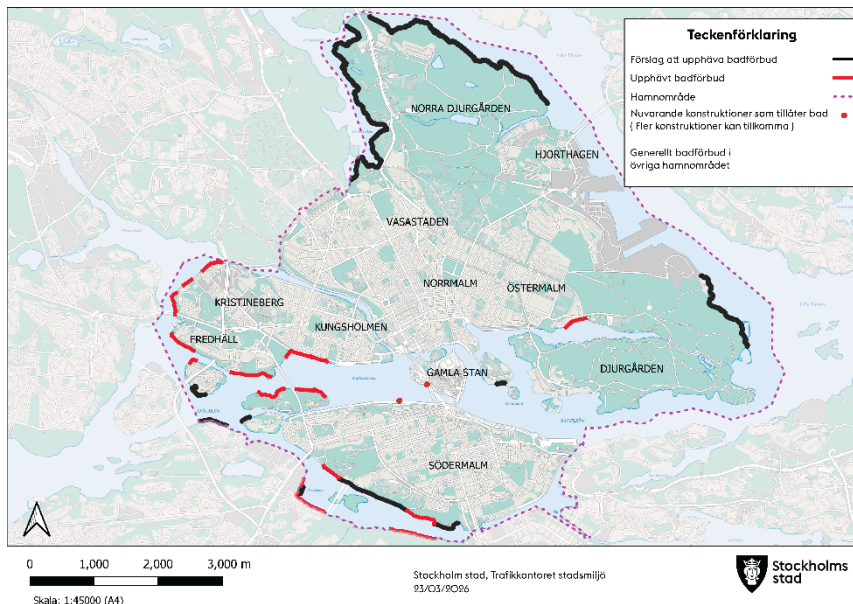 Teckenförklaring
Förslag att upphäva badförbud
Upphävt badförbud
Hamnområde
Nuvarande konstruktioner som tillåter bad
( Fler konstruktioner kan tillkomma )
Generellt badförbud i
övriga hamnområdet
NORRA DJURGÅRDEN
HJORTHAGEN
VASASTADEN
NORRMALM
ÖSTERMALM
KRISTINEBERG
KUNGSHOLMEN
FREDHÄLL
GAMLA STAN
DJURGÅRDEN
SÖDERMALM
0 1,000 2,000 3,000 m
Skala: 1:45000 (A4)
Stockholm stad, Trafikkontoret stadsmiljö
23/03/2026
Stockholms
stad